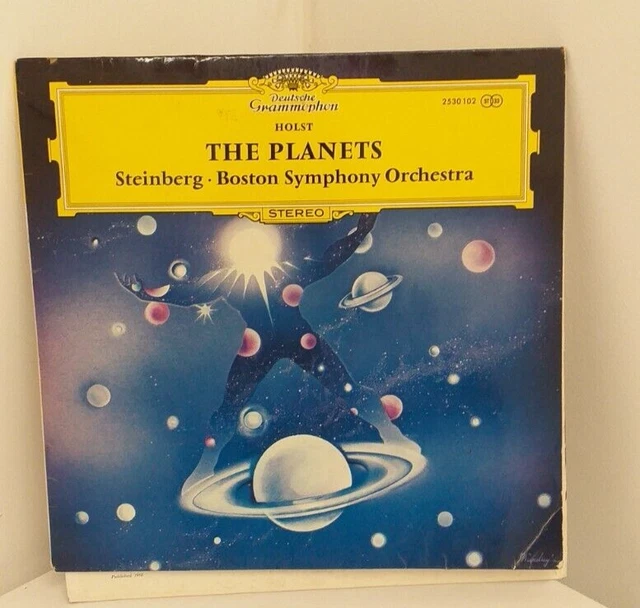 Deutsche
Grammophon
2530 102
HOLST
THE PLANETS
Steinberg · Boston Symphony Orchestra
STEREO